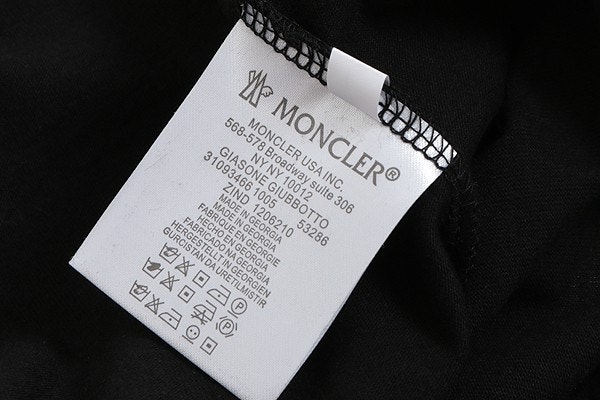 MONCLER®
MONCLER USA INC.
568-578 Broadway suite 306
NY NY 10012
GIASONE GIUBBOTTO
31093466 1005 53286
ZIND 1206210
MADE IN GEORGIA
FABRIQUE EN GEORGIE
HECHO EN GEORGIA
FABRICADO NA GEORGIA
HERGESTELLT IN GEORGIEN
GURCISTAN DA URETILMISTIR
P
P